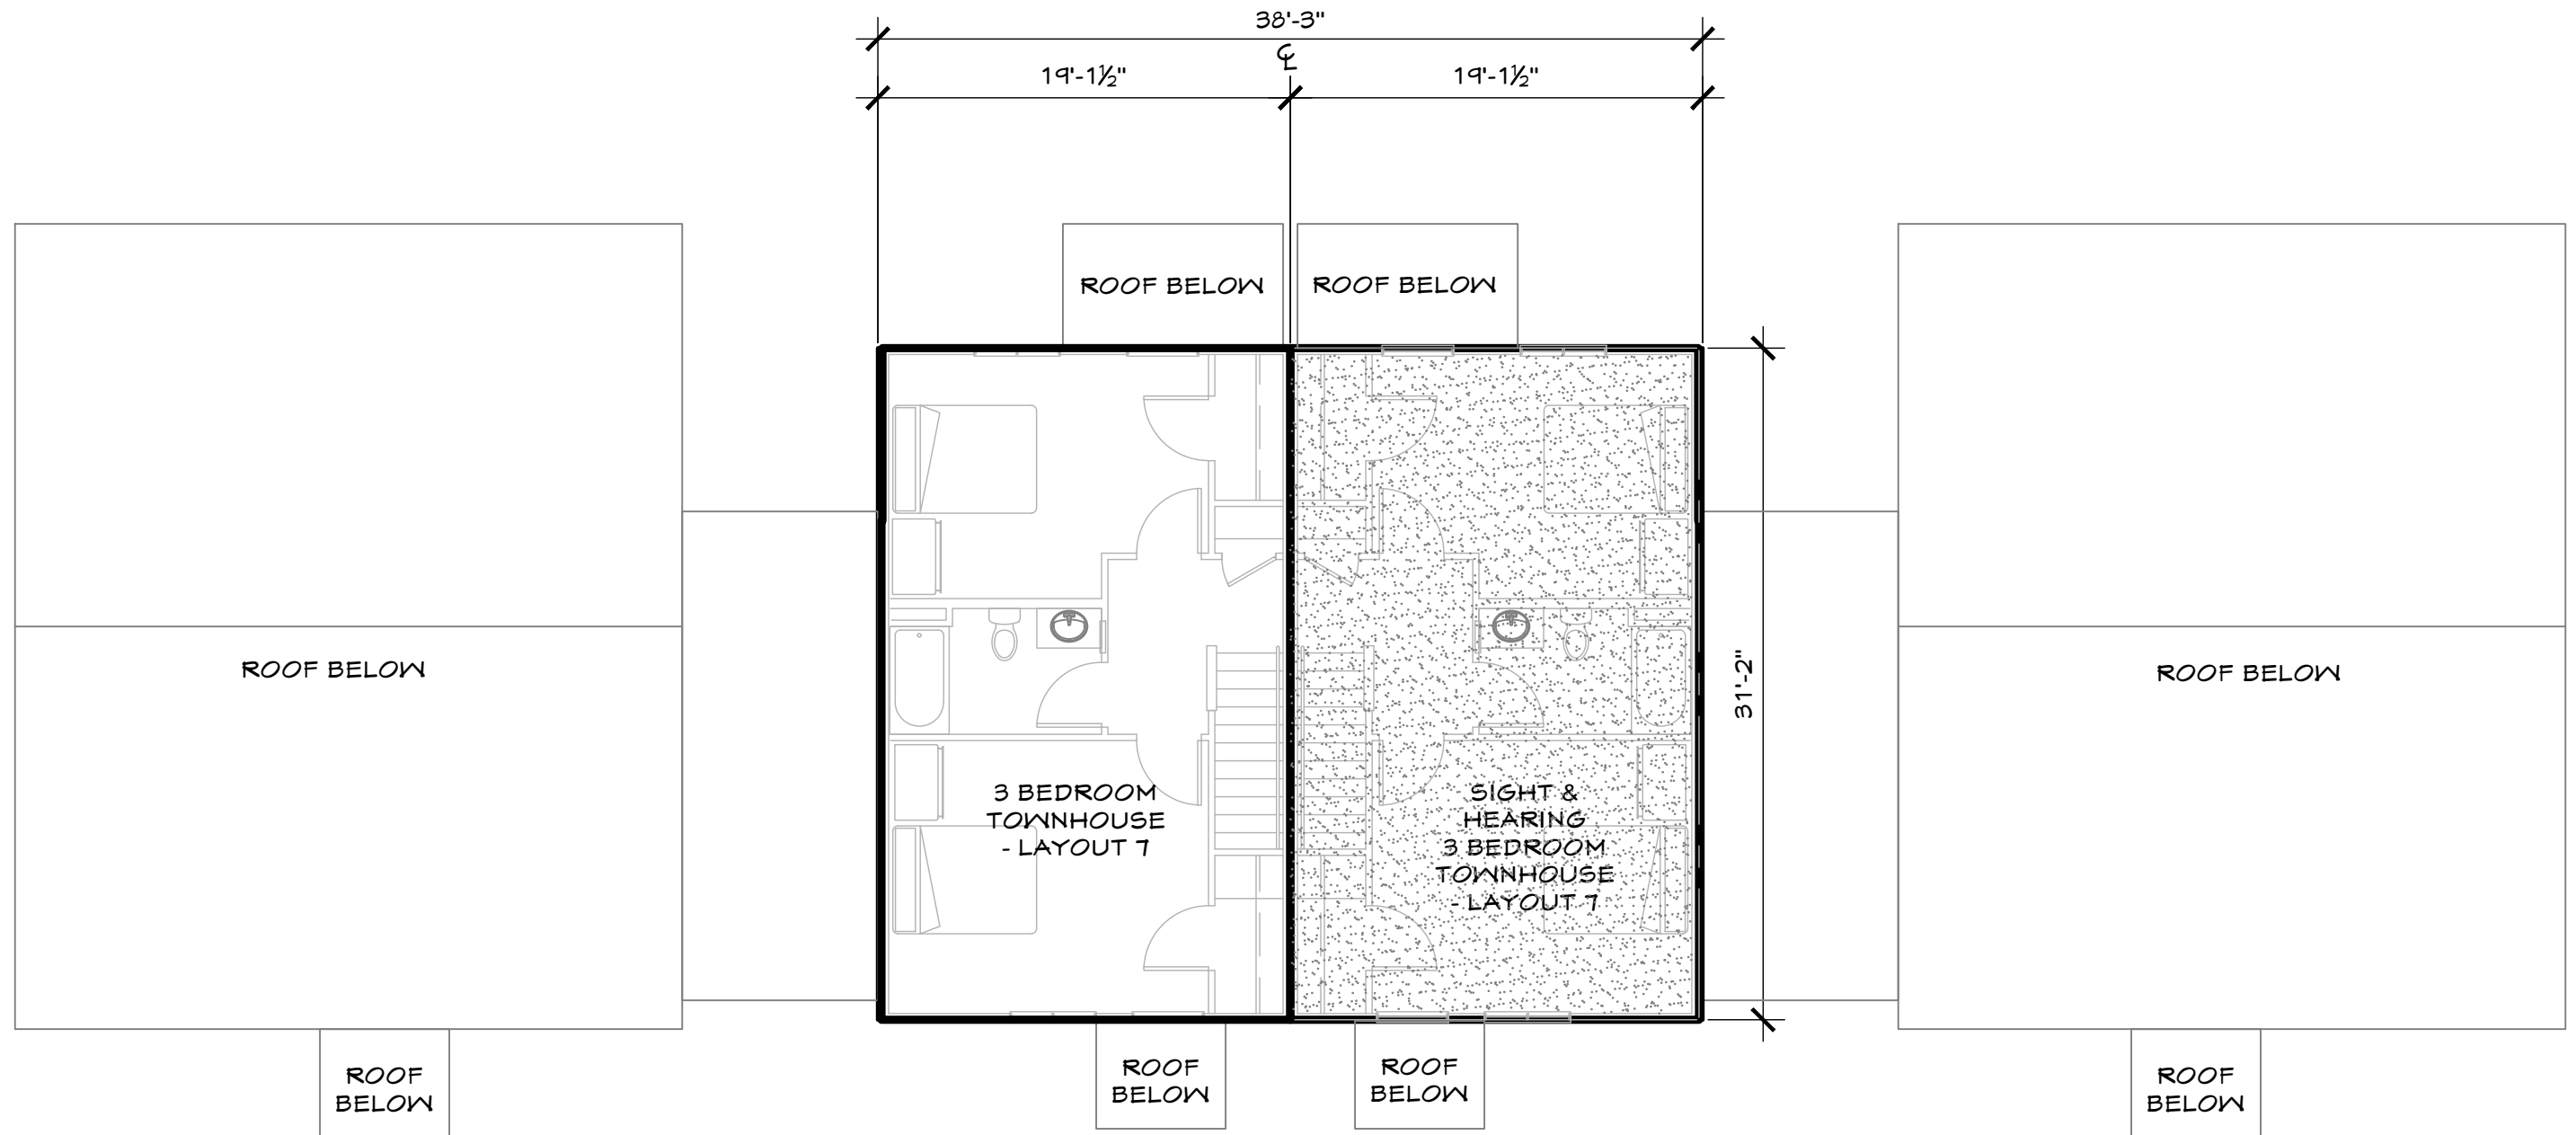 38'-3"
℄
19'-1½"
19'-1½"
ROOF BELOW
ROOF BELOW
ROOF BELOW
ROOF BELOW
31'-2"
3 BEDROOM
TOWNHOUSE
- LAYOUT 7
SIGHT &
HEARING
3 BEDROOM
TOWNHOUSE
- LAYOUT 7
ROOF
BELOW
ROOF
BELOW
ROOF
BELOW
ROOF
BELOW